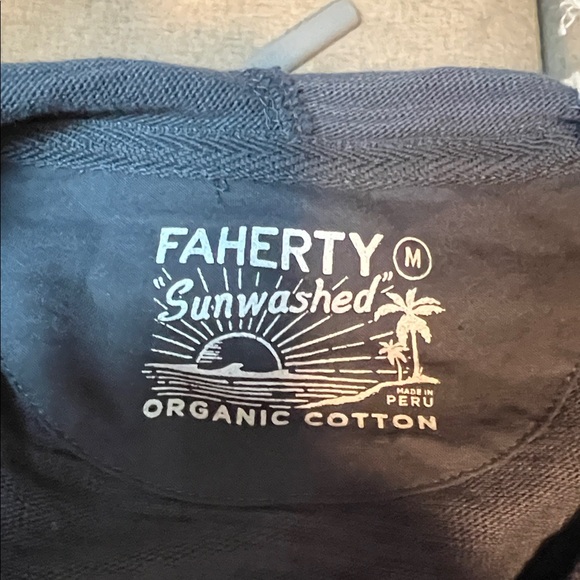 FAHERTY M
"Sunwashed"
MADE IN
PERU
ORGANIC COTTON